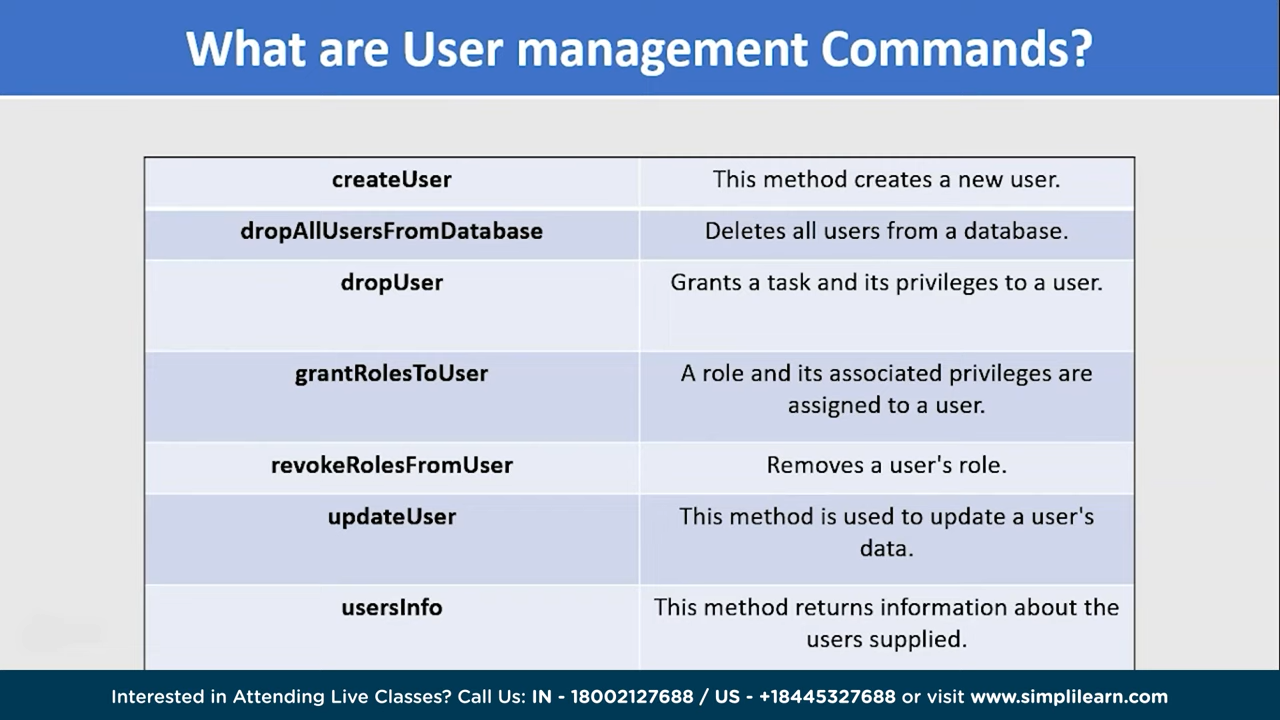 What are User management Commands?
createUser
This method creates a new user.
dropAllUsersFromDatabase
Deletes all users from a database.
dropUser
Grants a task and its privileges to a user.
grantRolesToUser
A role and its associated privileges are
assigned to a user.
revokeRolesFromUser
Removes a user's role.
updateUser
This method is used to update a user's
data.
usersInfo
This method returns information about the
users supplied.
Interested in Attending Live Classes? Call Us: IN - 18002127688 / US - +18445327688 or visit www.simplilearn.com